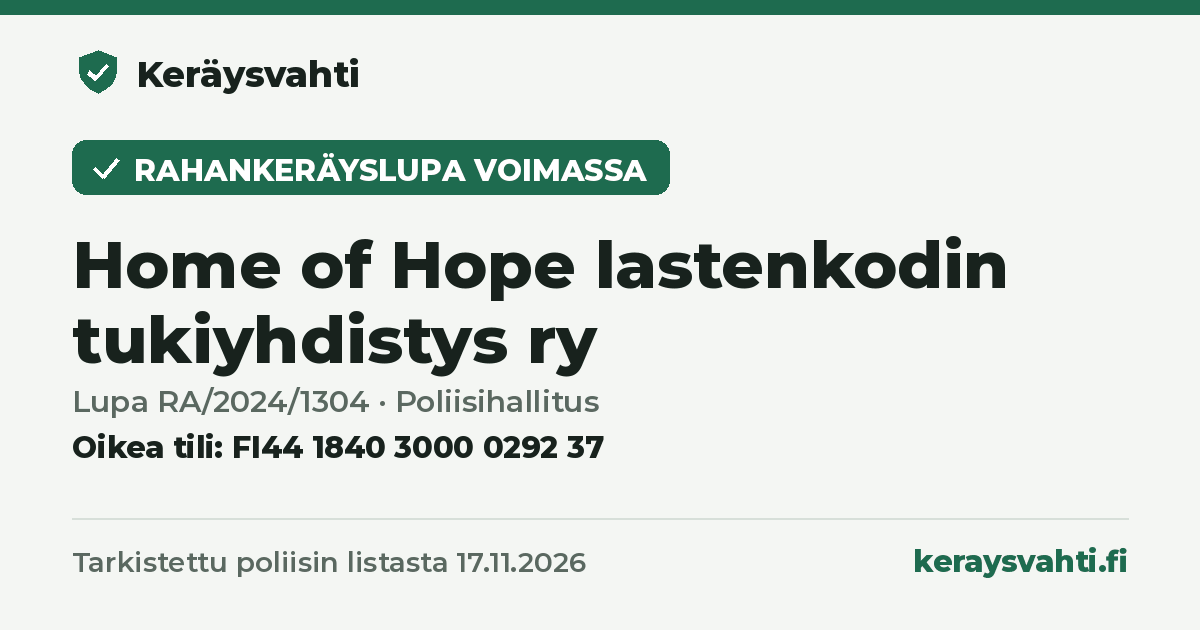 Keräysvahti
RAHANKERÄYSLUPA VOIMASSA
Home of Hope lastenkodin
tukiyhdistys ry
Lupa RA/2024/1304 · Poliisihallitus
Oikea tili: FI44 1840 3000 0292 37
Tarkistettu poliisin listasta 17.11.2026
keraysvahti.fi